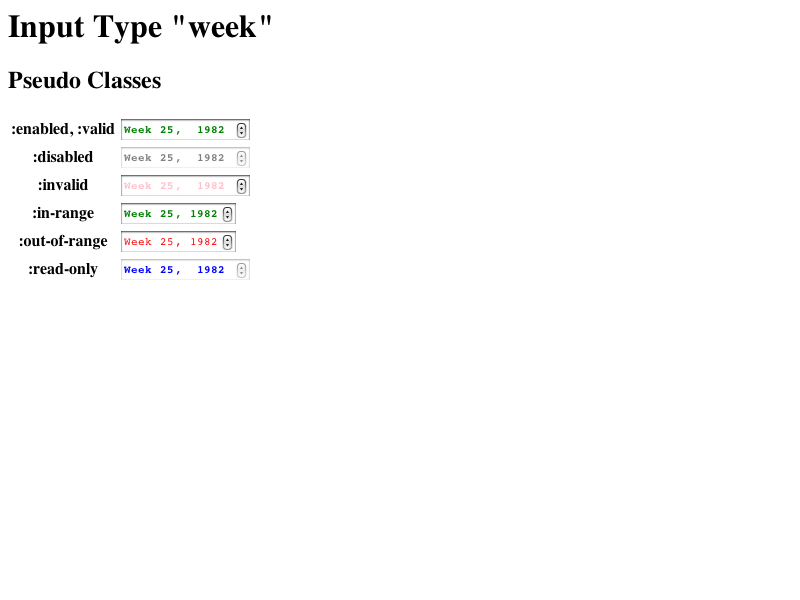 Input Type "week"
Pseudo Classes
:enabled, :valid Week 25, 1982
:disabled Week 25, 1982
:invalid Week 25, 1982
:in-range Week 25, 1982
:out-of-range Week 25, 1982
:read-only Week 25, 1982